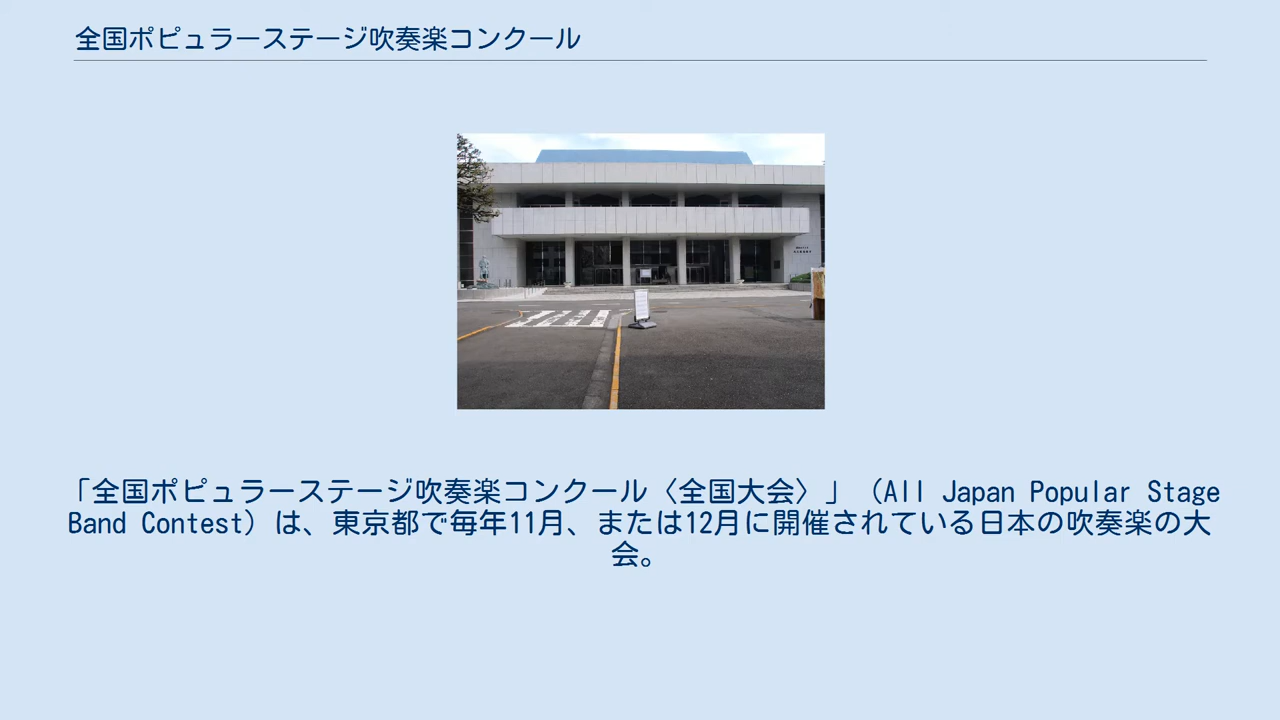 全国ポピュラーステージ吹奏楽コンクール
「全国ポピュラーステージ吹奏楽コンクール〈全国大会〉」（All Japan Popular Stage
Band Contest）は、東京都で毎年11月、または12月に開催されている日本の吹奏楽の大
会。